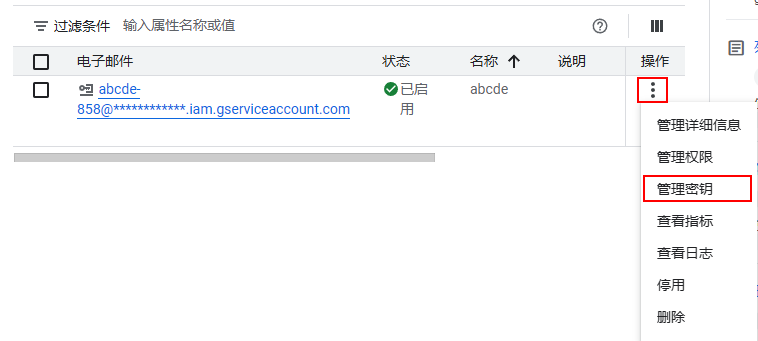 过滤条件 输入属性名称或值
电子邮件 状态 名称 说明 操作
abcde-
858@************.iam.gserviceaccount.com
已启
用
abcde
管理详细信息
管理权限
管理密钥
查看指标
查看日志
停用
删除